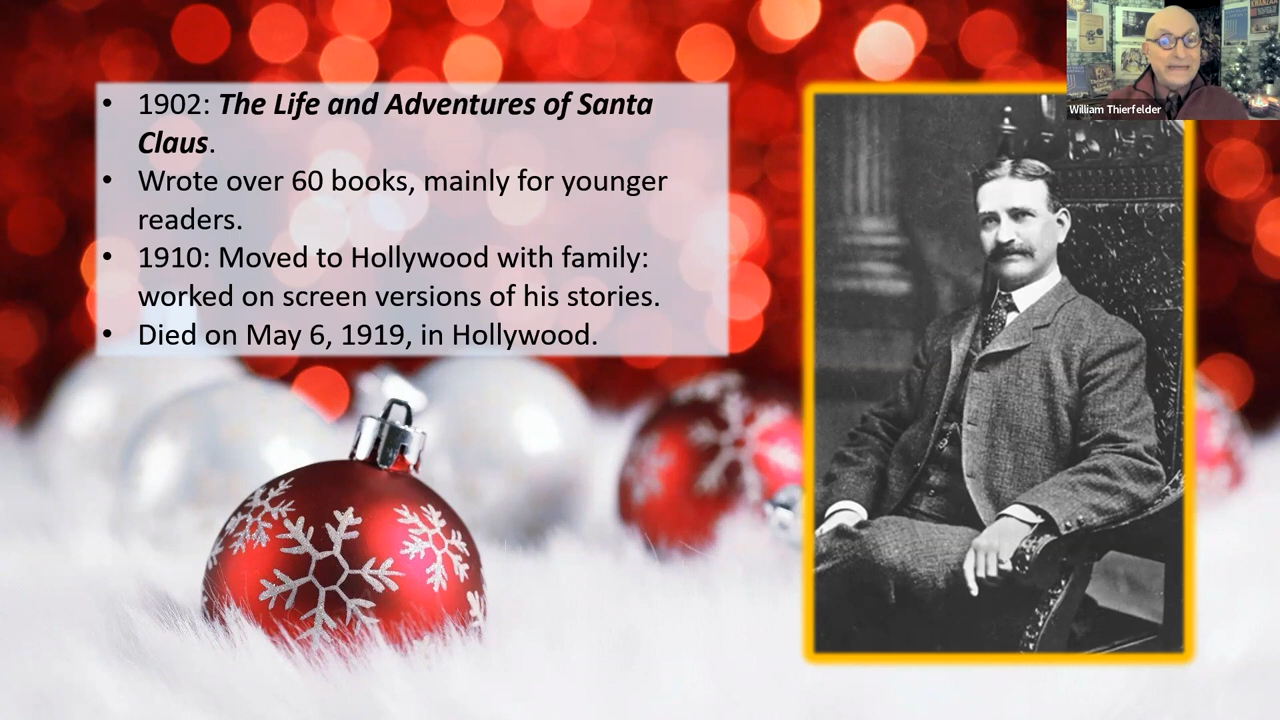 • 1902: The Life and Adventures of Santa
Claus.
• Wrote over 60 books, mainly for younger
readers.
• 1910: Moved to Hollywood with family:
worked on screen versions of his stories.
• Died on May 6, 1919, in Hollywood.
William Thierfelder